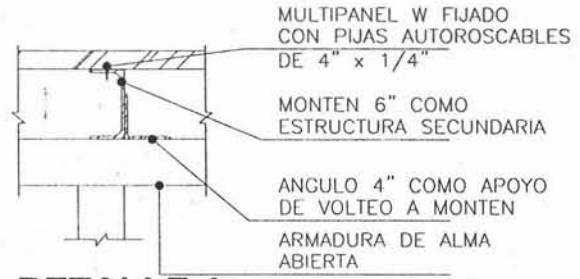 MULTIPANEL W FIJADO
CON PIJAS AUTOROSCABLES
DE 4" x 1/4"
MONTEN 6" COMO
ESTRUCTURA SECUNDARIA
ANGULO 4" COMO APOYO
DE VOLTEO A MONTEN
ARMADURA DE ALMA
ABIERTA